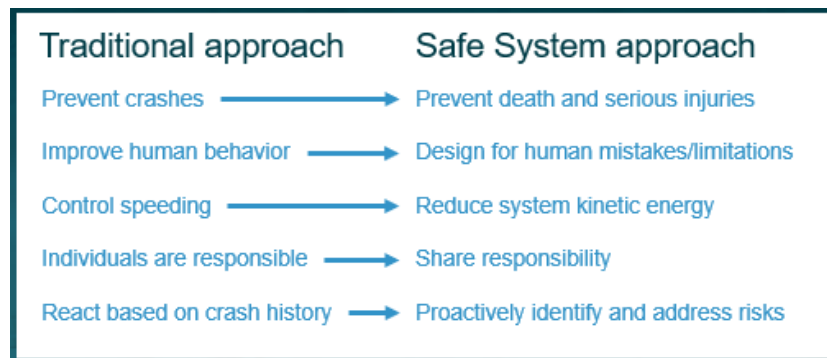 Traditional approach Safe System approach
Prevent crashes Prevent death and serious injuries
Improve human behavior Design for human mistakes/limitations
Control speeding Reduce system kinetic energy
Individuals are responsible Share responsibility
React based on crash history Proactively identify and address risks